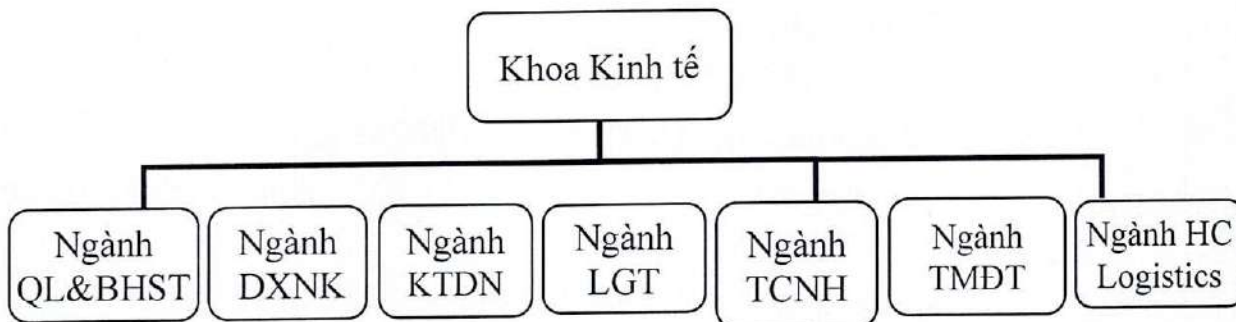 Khoa Kinh tế
Ngành
QL&BHST
Ngành
DXNK
Ngành
KTDN
Ngành
LGT
Ngành
TCNH
Ngành
TMĐT
Ngành HC
Logistics